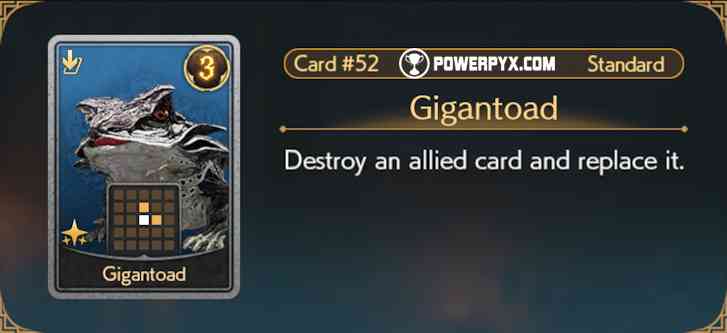 3
Gigantoad
Card #52 POWERPYX.COM Standard
Gigantoad
Destroy an allied card and replace it.